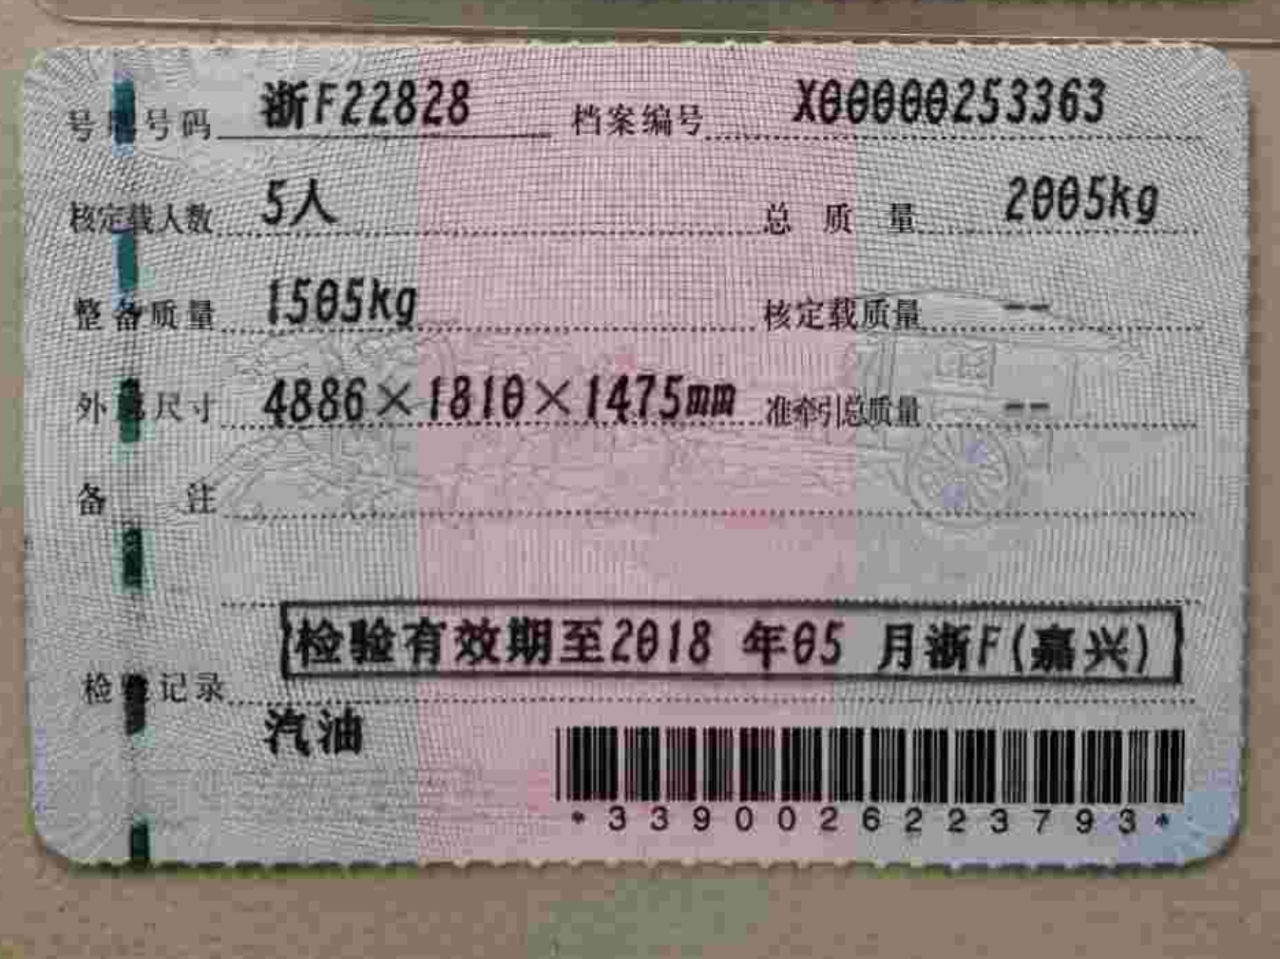 号牌号码 浙F22828 档案编号 X00000253363
核定载人数 5人 总质量 2005kg
整备质量 1505kg 核定载质量 --
外廓尺寸 4886×1810×1475mm 准牵引总质量 --
备注
检验有效期至2018 年05 月浙F(嘉兴)
检验记录
汽油
*3390026223793*